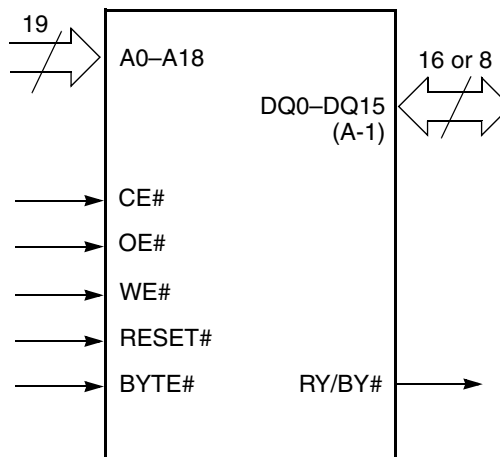 19
A0–A18
16 or 8
DQ0–DQ15
(A-1)
CE#
OE#
WE#
RESET#
BYTE#
RY/BY#